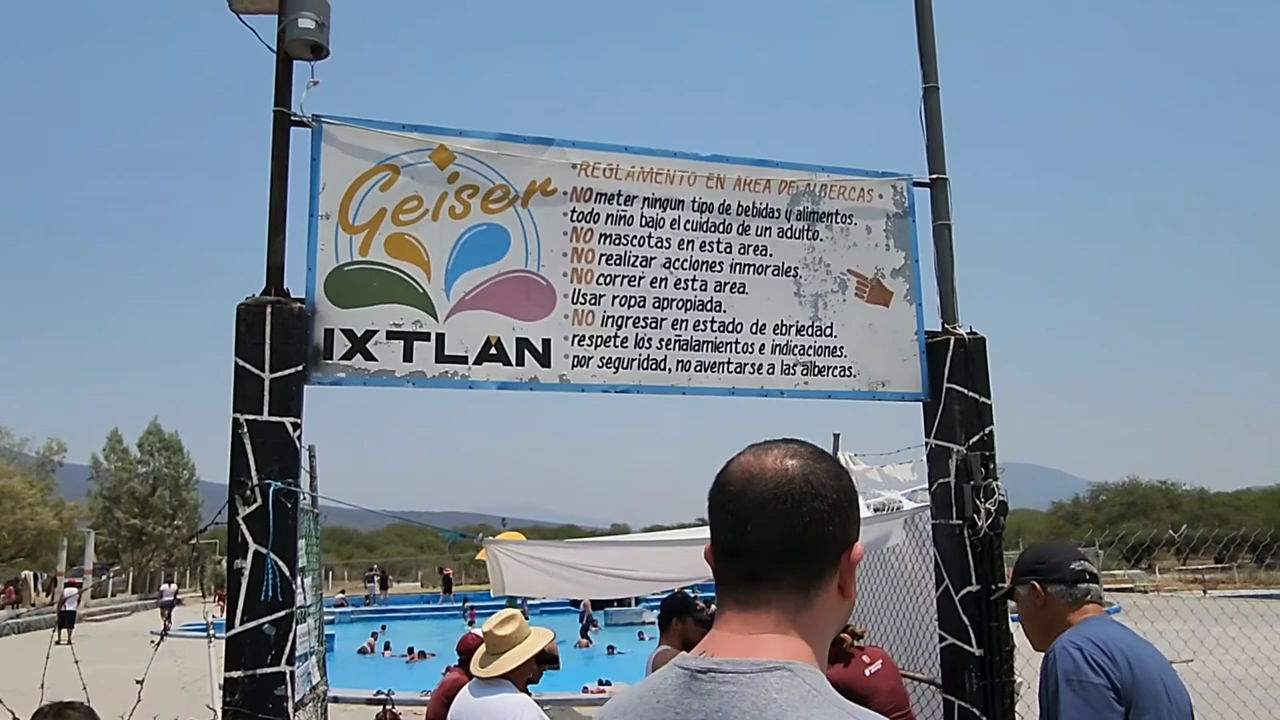 Geiser
IXTLAN
•REGLAMENTO EN AREA DE ALBERCAS•
•NO meter ningun tipo de bebidas y alimentos.
•todo niño bajo el cuidado de un adulto.
•NO mascotas en esta area.
•NO realizar acciones inmorales.
•NO correr en esta area.
•Usar ropa apropiada.
•NO ingresar en estado de ebriedad.
•respete los señalamientos e indicaciones.
•por seguridad, no aventarse a las albercas.